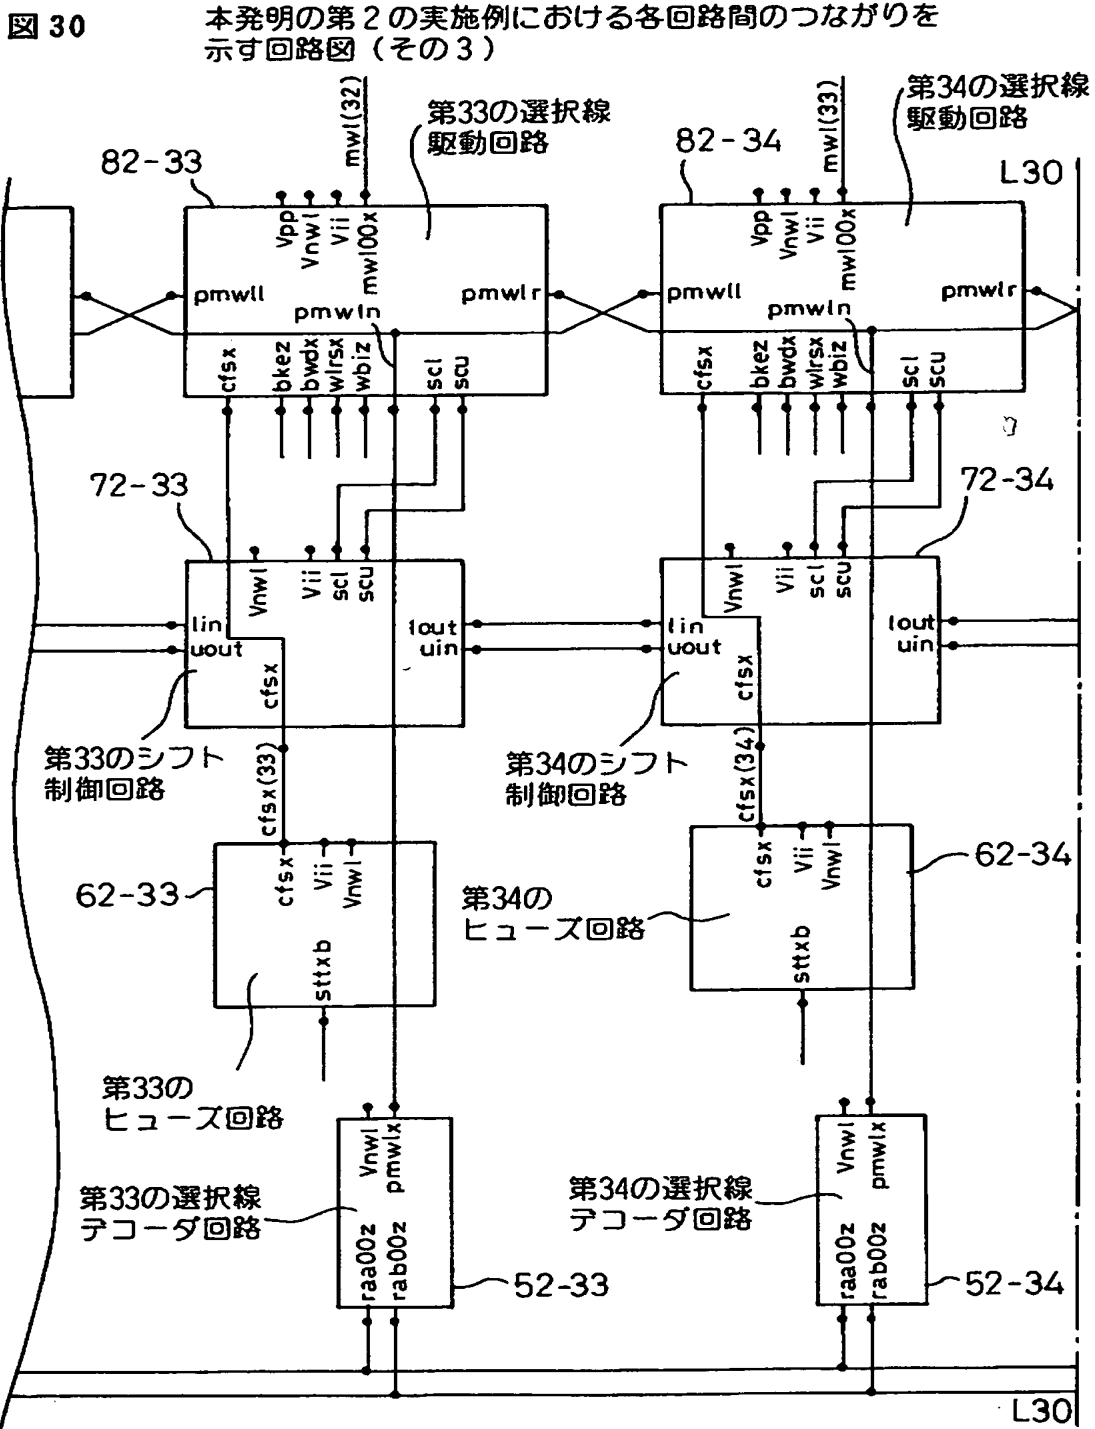 図30
本発明の第2の実施例における各回路間のつながりを
示す回路図(その3)
mwl(32)
第33の選択線
駆動回路
82-33
Vpp
Vnwl
Vii
mwl00x
pmwll
pmwlr
pmwln
cfsx
bkez
bwdx
wlrsx
wbiz
scl
scu
mwl(33)
第34の選択線
駆動回路
82-34
L30
Vpp
Vnwl
Vii
mwl00x
pmwll
pmwlr
pmwln
cfsx
bkez
bwdx
wlrsx
wbiz
scl
scu
72-33
Vnwl
Vii
scl
scu
lin
uout
lout
uin
cfsx
第33のシフト
制御回路
cfsx(33)
72-34
Vnwl
Vii
scl
scu
lin
uout
lout
uin
cfsx
第34のシフト
制御回路
cfsx(34)
62-33
cfsx
Vii
Vnwl
sttxb
第33の
ヒューズ回路
62-34
cfsx
Vii
Vnwl
sttxb
第34の
ヒューズ回路
Vnwl
pmwlx
raa00z
rab00z
第33の選択線
デコーダ回路
52-33
Vnwl
pmwlx
raa00z
rab00z
第34の選択線
デコーダ回路
52-34
L30